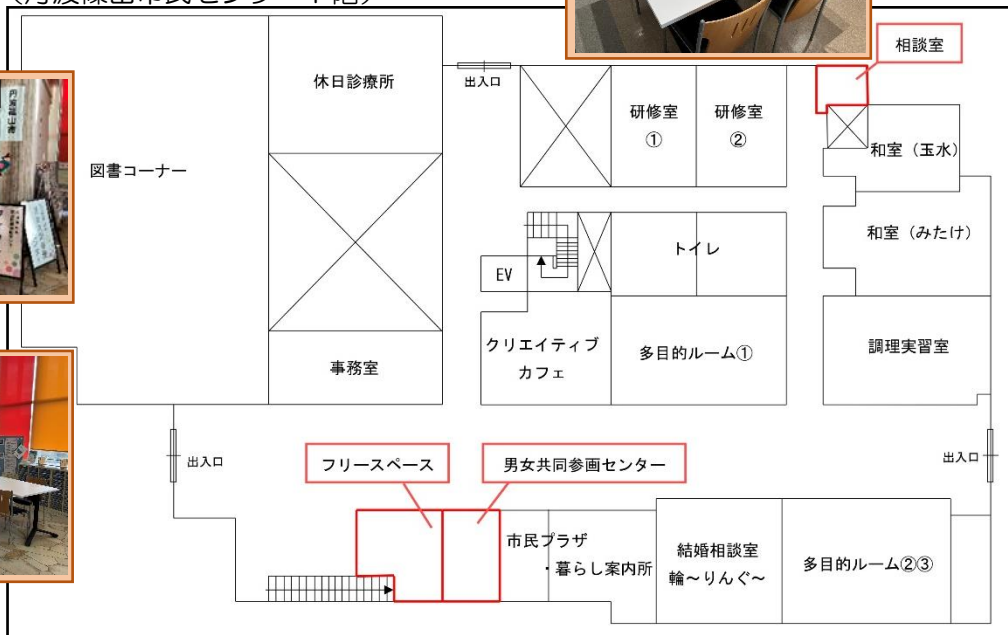 相談室
休日診療所
出入口
研修室
①
研修室
②
図書コーナー
和室（玉水）
和室（みたけ）
トイレ
EV
クリエイティブ
カフェ
多目的ルーム①
調理実習室
事務室
出入口
フリースペース
男女共同参画センター
出入口
市民プラザ
・暮らし案内所
結婚相談室
輪～りんぐ～
多目的ルーム②③